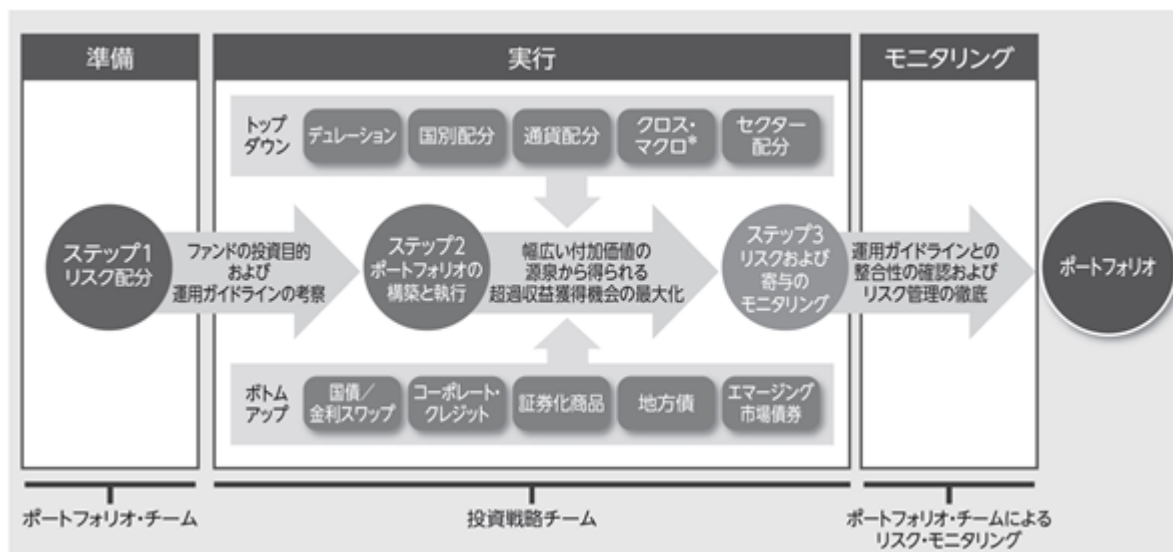 準備
実行
モニタリング
トップ
ダウン
デュレーション
国別配分
通貨配分
クロス・
マクロ*
セクター
配分
ステップ1
リスク配分
ファンドの投資目的
および
運用ガイドラインの考察
ステップ2
ポートフォリオの
構築と執行
幅広い付加価値の
源泉から得られる
超過収益獲得機会の最大化
ステップ3
リスクおよび
寄与の
モニタリング
運用ガイドラインとの
整合性の確認および
リスク管理の徹底
ポートフォリオ
ボトム
アップ
国債／
金利スワップ
コーポレート・
クレジット
証券化商品
地方債
エマージング
市場債券
ポートフォリオ・チーム
投資戦略チーム
ポートフォリオ・チームによる
リスク・モニタリング